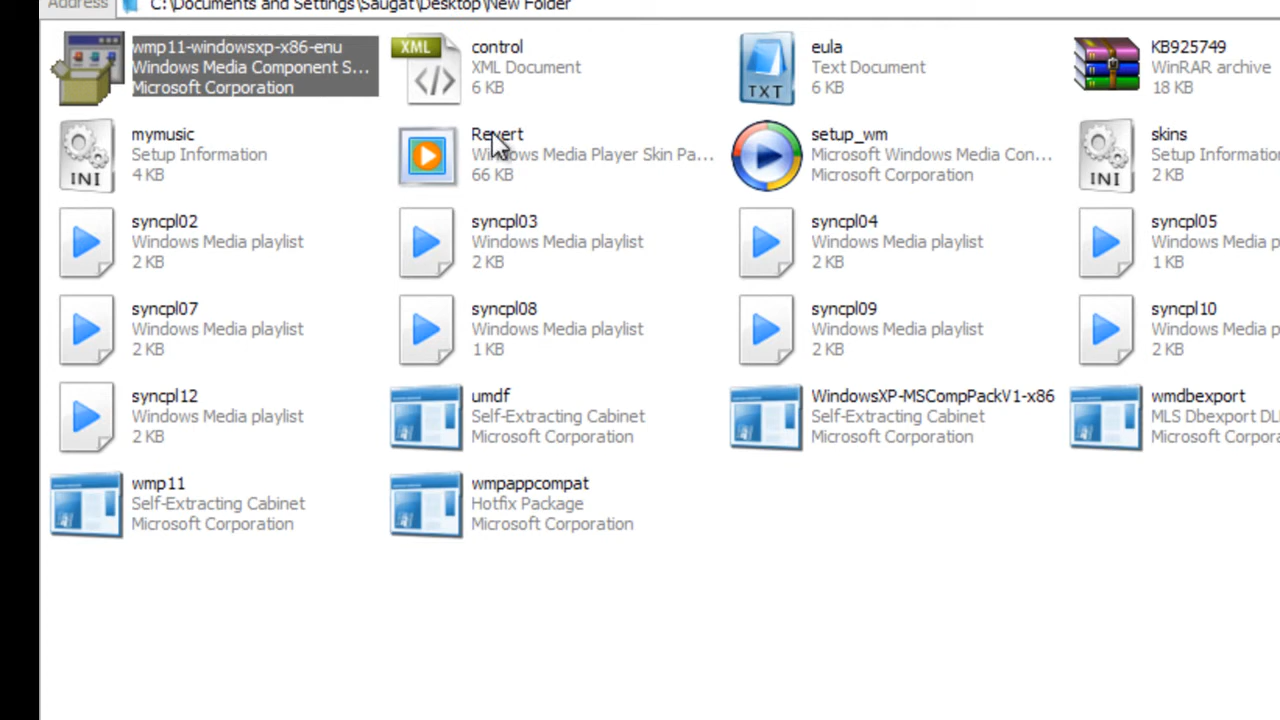 Address C:\Documents and Settings\Saugat\Desktop\New Folder
wmp11-windowsxp-x86-enu
Windows Media Component S...
Microsoft Corporation
XML
control
XML Document
6 KB
TXT
eula
Text Document
6 KB
KB925749
WinRAR archive
18 KB
INI
mymusic
Setup Information
4 KB
Revert
Windows Media Player Skin Pa...
66 KB
setup_wm
Microsoft Windows Media Con...
Microsoft Corporation
INI
skins
Setup Informatio
2 KB
syncpl02
Windows Media playlist
2 KB
syncpl03
Windows Media playlist
2 KB
syncpl04
Windows Media playlist
2 KB
syncpl05
Windows Media p
1 KB
syncpl07
Windows Media playlist
2 KB
syncpl08
Windows Media playlist
1 KB
syncpl09
Windows Media playlist
2 KB
syncpl10
Windows Media p
2 KB
syncpl12
Windows Media playlist
2 KB
umdf
Self-Extracting Cabinet
Microsoft Corporation
WindowsXP-MSCompPackV1-x86
Self-Extracting Cabinet
Microsoft Corporation
wmdbexport
MLS Dbexport DL
Microsoft Corpora
wmp11
Self-Extracting Cabinet
Microsoft Corporation
wmpappcompat
Hotfix Package
Microsoft Corporation